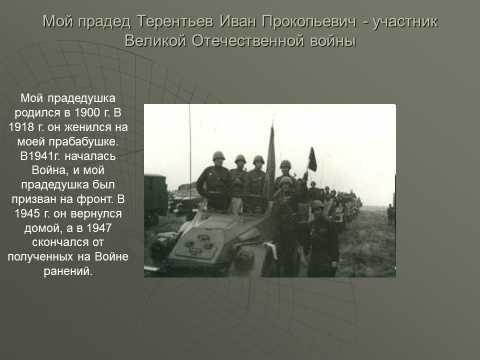 Мой прадед Терентьев Иван Прокопьевич - участник
Великой Отечественной войны
Мой прадедушка
родился в 1900 г. В
1918 г. он женился на
моей прабабушке.
В1941г. началась
Война, и мой
прадедушка был
призван на фронт. В
1945 г. он вернулся
домой, а в 1947
скончался от
полученных на Войне
ранений.